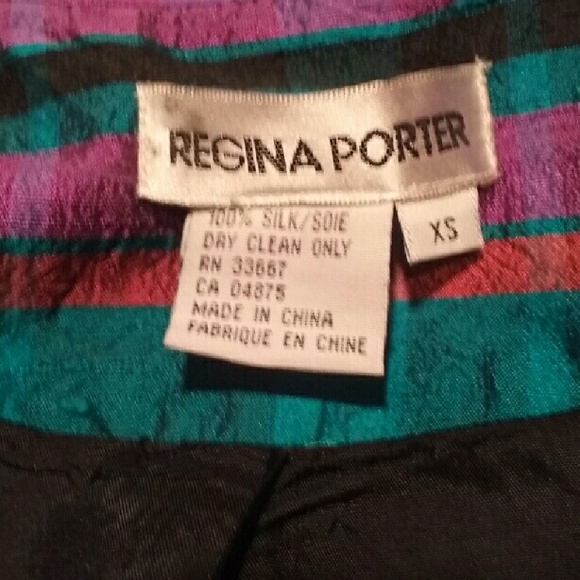 REGINA PORTER
XS
100% SILK/SOIE
DRY CLEAN ONLY
RN 33667
CA 04875
MADE IN CHINA
FABRIQUE EN CHINE